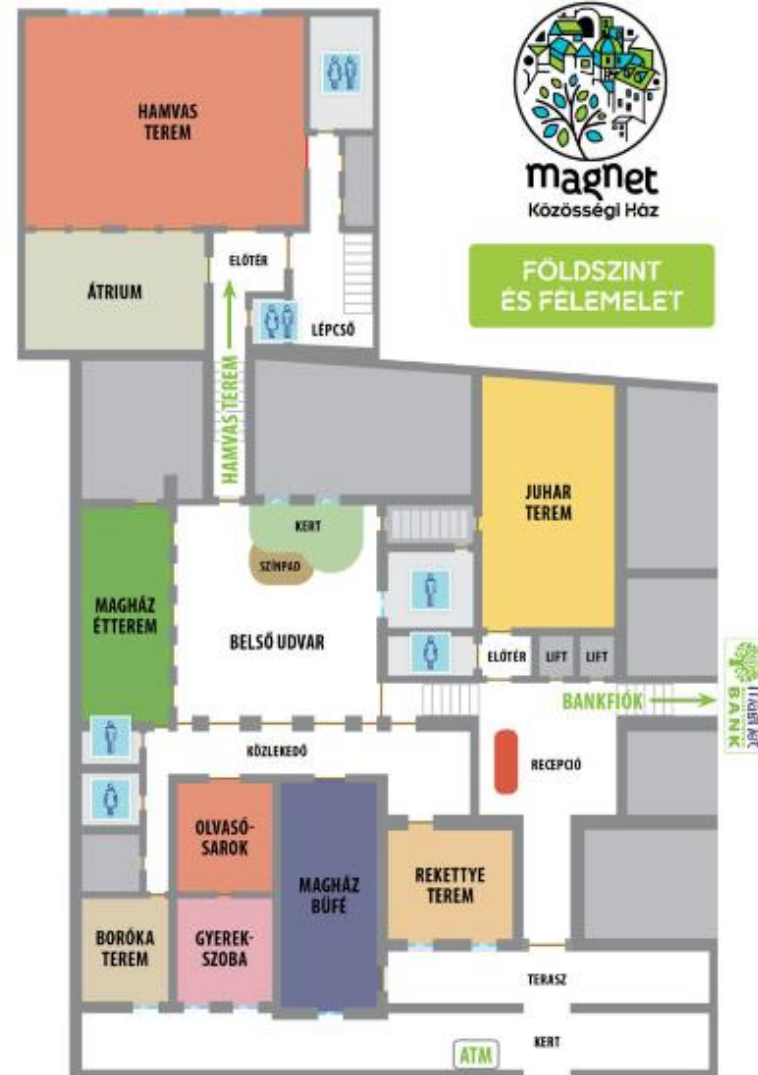 magnet
Közösségi Ház
FÖLDSZINT
ÉS FÉLEMELET
HAMVAS
TEREM
ÁTRIUM
ELŐTÉR
LÉPCSŐ
HAMVAS TEREM
JUHAR
TEREM
KERT
SZÍNPAD
MAGHÁZ
ÉTTEREM
BELSŐ UDVAR
ELŐTÉR
LIFT
LIFT
BANKFIÓK
magnet
BANK
KÖZLEKEDŐ
RECEPCIÓ
OLVASÓ-
SAROK
MAGHÁZ
BÜFÉ
REKETTYE
TEREM
BORÓKA
TEREM
GYEREK-
SZOBA
TERASZ
KERT
ATM